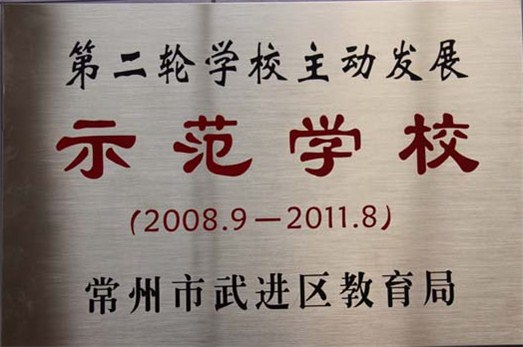 第二轮学校主动发展
示范学校
(2008.9—2011.8)
常州市武进区教育局